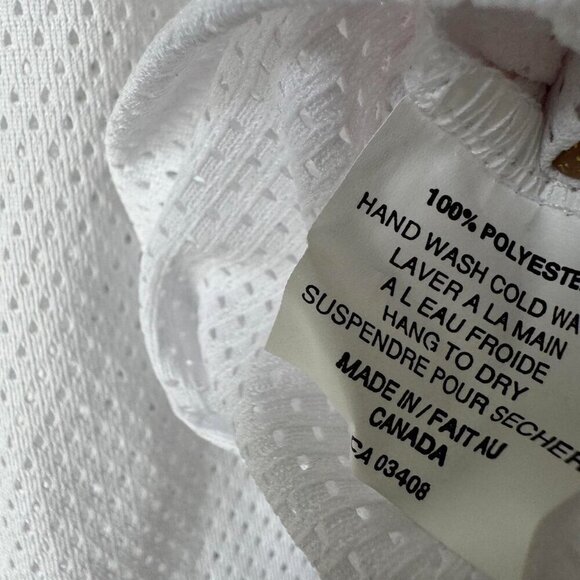 100% POLYESTE
HAND WASH COLD WA
LAVER A LA MAIN
A L EAU FROIDE
HANG TO DRY
SUSPENDRE POUR SECHER
MADE IN / FAIT AU
CANADA
CA 03408